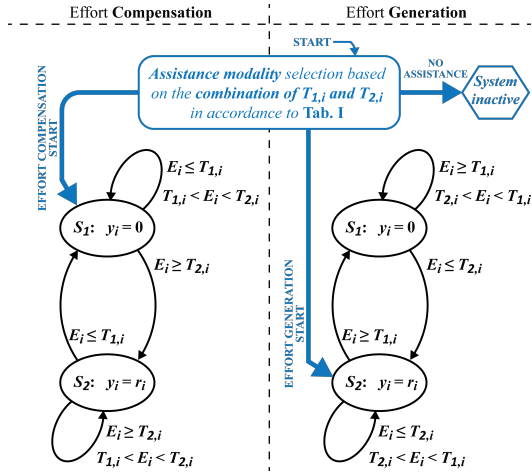 Effort Compensation
Effort Generation
START
Assistance modality selection based
on the combination of T1,i and T2,i
in accordance to Tab. I
NO
ASSISTANCE
System
inactive
EFFORT COMPENSATION
START
Ei ≤ T1,i
T1,i < Ei < T2,i
S1: yi = 0
Ei ≥ T2,i
Ei ≤ T1,i
S2: yi = ri
Ei ≥ T2,i
T1,i < Ei < T2,i
EFFORT GENERATION
START
Ei ≥ T1,i
T2,i < Ei < T1,i
S1: yi = 0
Ei ≤ T2,i
Ei ≥ T1,i
S2: yi = ri
Ei ≤ T2,i
T2,i < Ei < T1,i